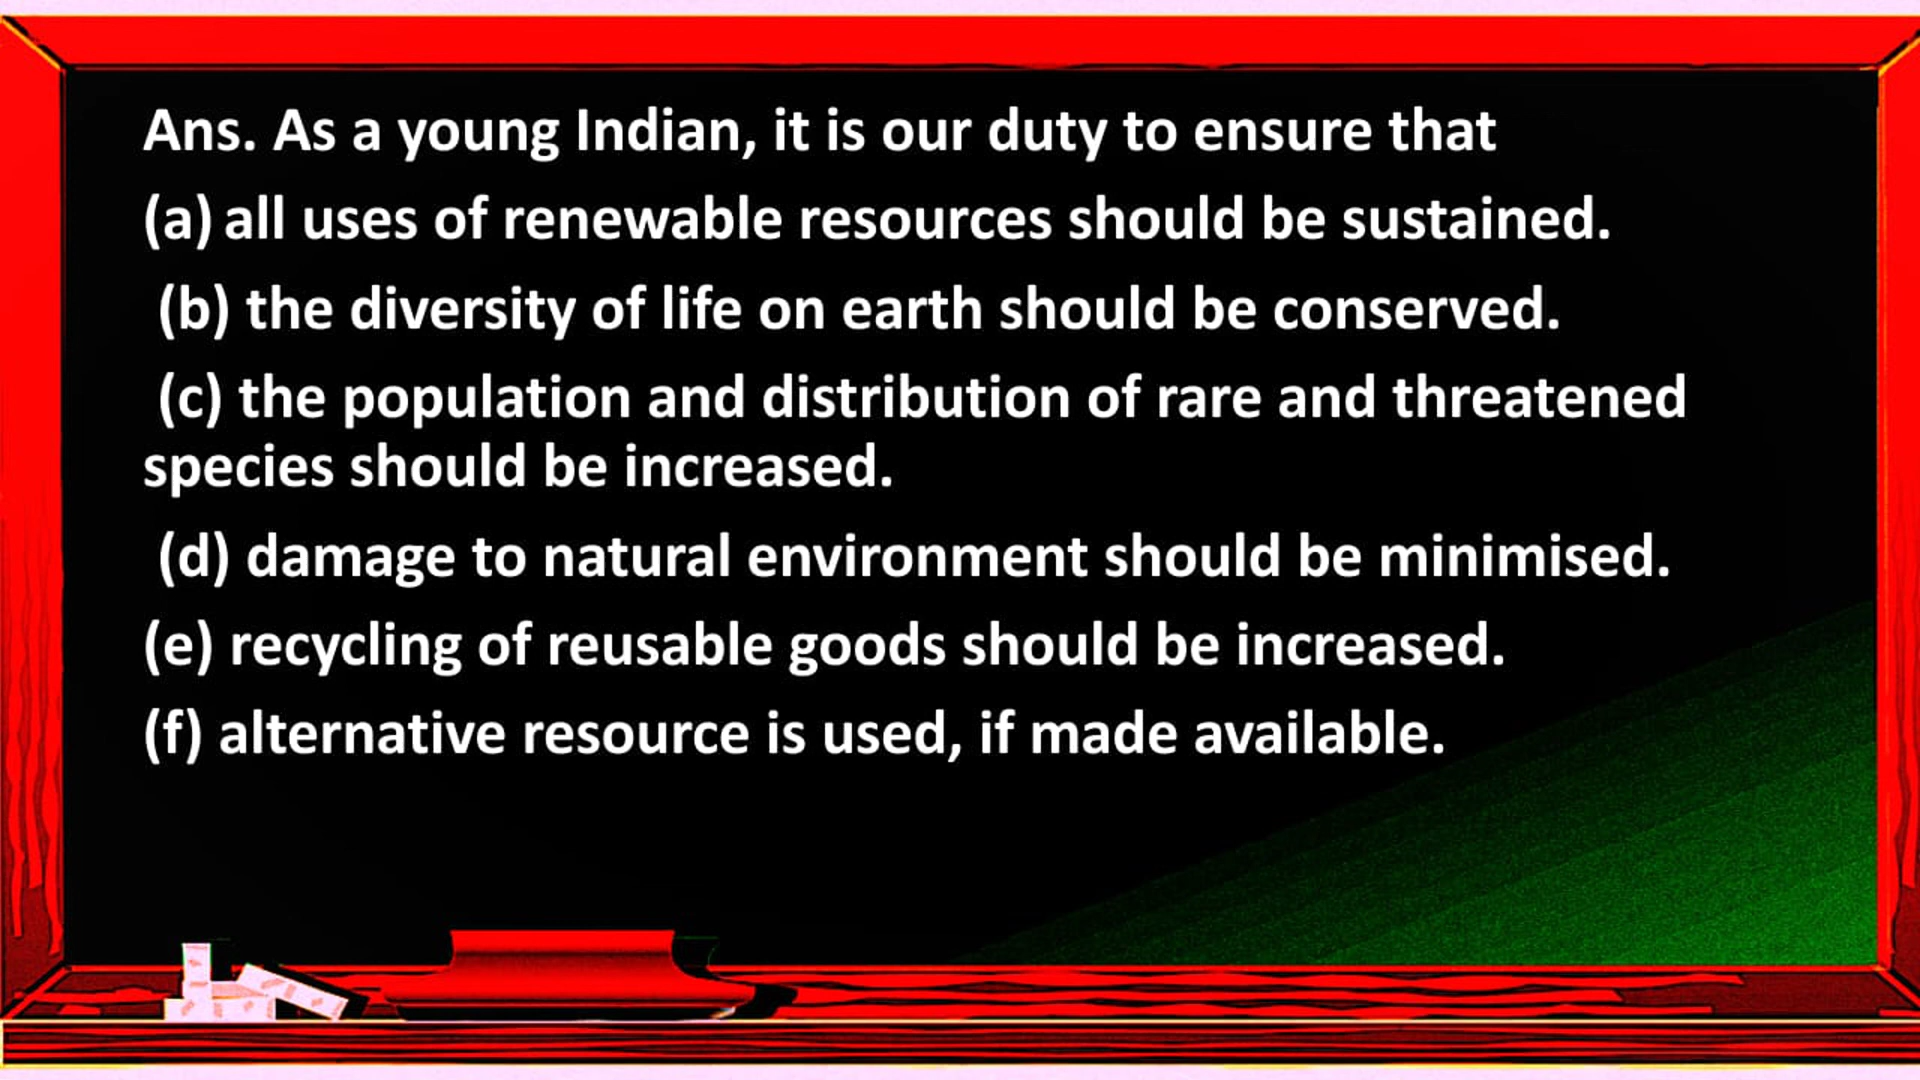 Ans. As a young Indian, it is our duty to ensure that
(a) all uses of renewable resources should be sustained.
(b) the diversity of life on earth should be conserved.
(c) the population and distribution of rare and threatened
species should be increased.
(d) damage to natural environment should be minimised.
(e) recycling of reusable goods should be increased.
(f) alternative resource is used, if made available.